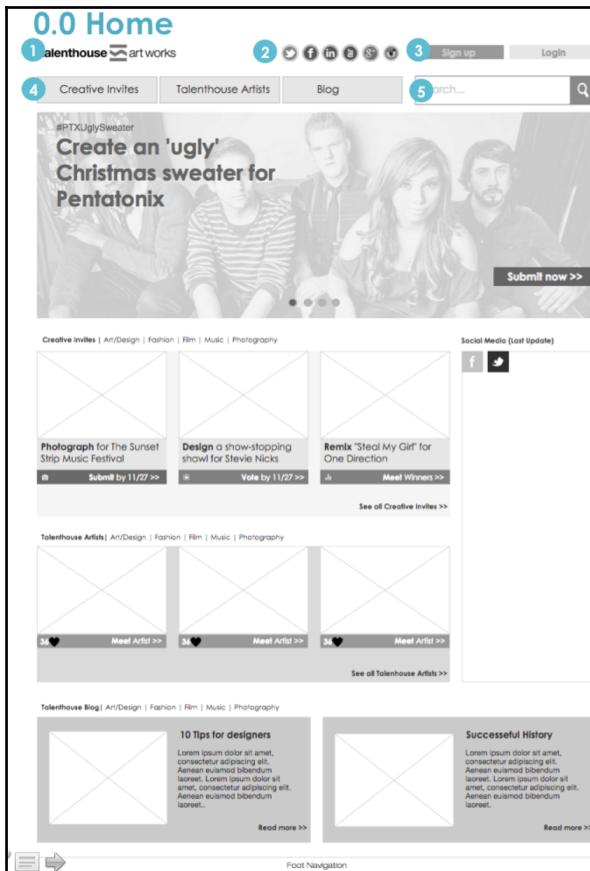 0.0 Home
1 alenthouse art works 2 3 Sign up Login
4 Creative Invites Talenthouse Artists Blog 5 rch...
#PTXUglySweater
Create an 'ugly'
Christmas sweater for
Pentatonix
Submit now >>
Creative Invites | Art/Design | Fashion | Film | Music | Photography
Social Media (Last Update)
Photograph for The Sunset
Strip Music Festival
Submit by 11/27 >>
Design a show-stopping
shawl for Stevie Nicks
Vote by 11/27 >>
Remix "Steal My Girl" for
One Direction
Meet Winners >>
See all Creative Invites >>
Talenthouse Artists| Art/Design | Fashion | Film | Music | Photography
36 Meet Artist >>
36 Meet Artist >>
36 Meet Artist >>
See all Talenhouse Artists >>
Talenthouse Blog| Art/Design | Fashion | Film | Music | Photography
10 Tips for designers
Lorem ipsum dolor sit amet,
consectetur adipiscing elit.
Aenean euismod bibendum
laoreet. Lorem ipsum dolor sit
amet, consectetur adipiscing elit.
Aenean euismod bibendum
laoreet..
Read more >>
Successeful History
Lorem ipsum dolor sit amet,
consectetur adipiscing elit.
Aenean euismod bibendum
laoreet. Lorem ipsum dolor sit
amet, consectetur adipiscing elit.
Aenean euismod bibendum
laoreet.
Read more >>
Foot Navigation